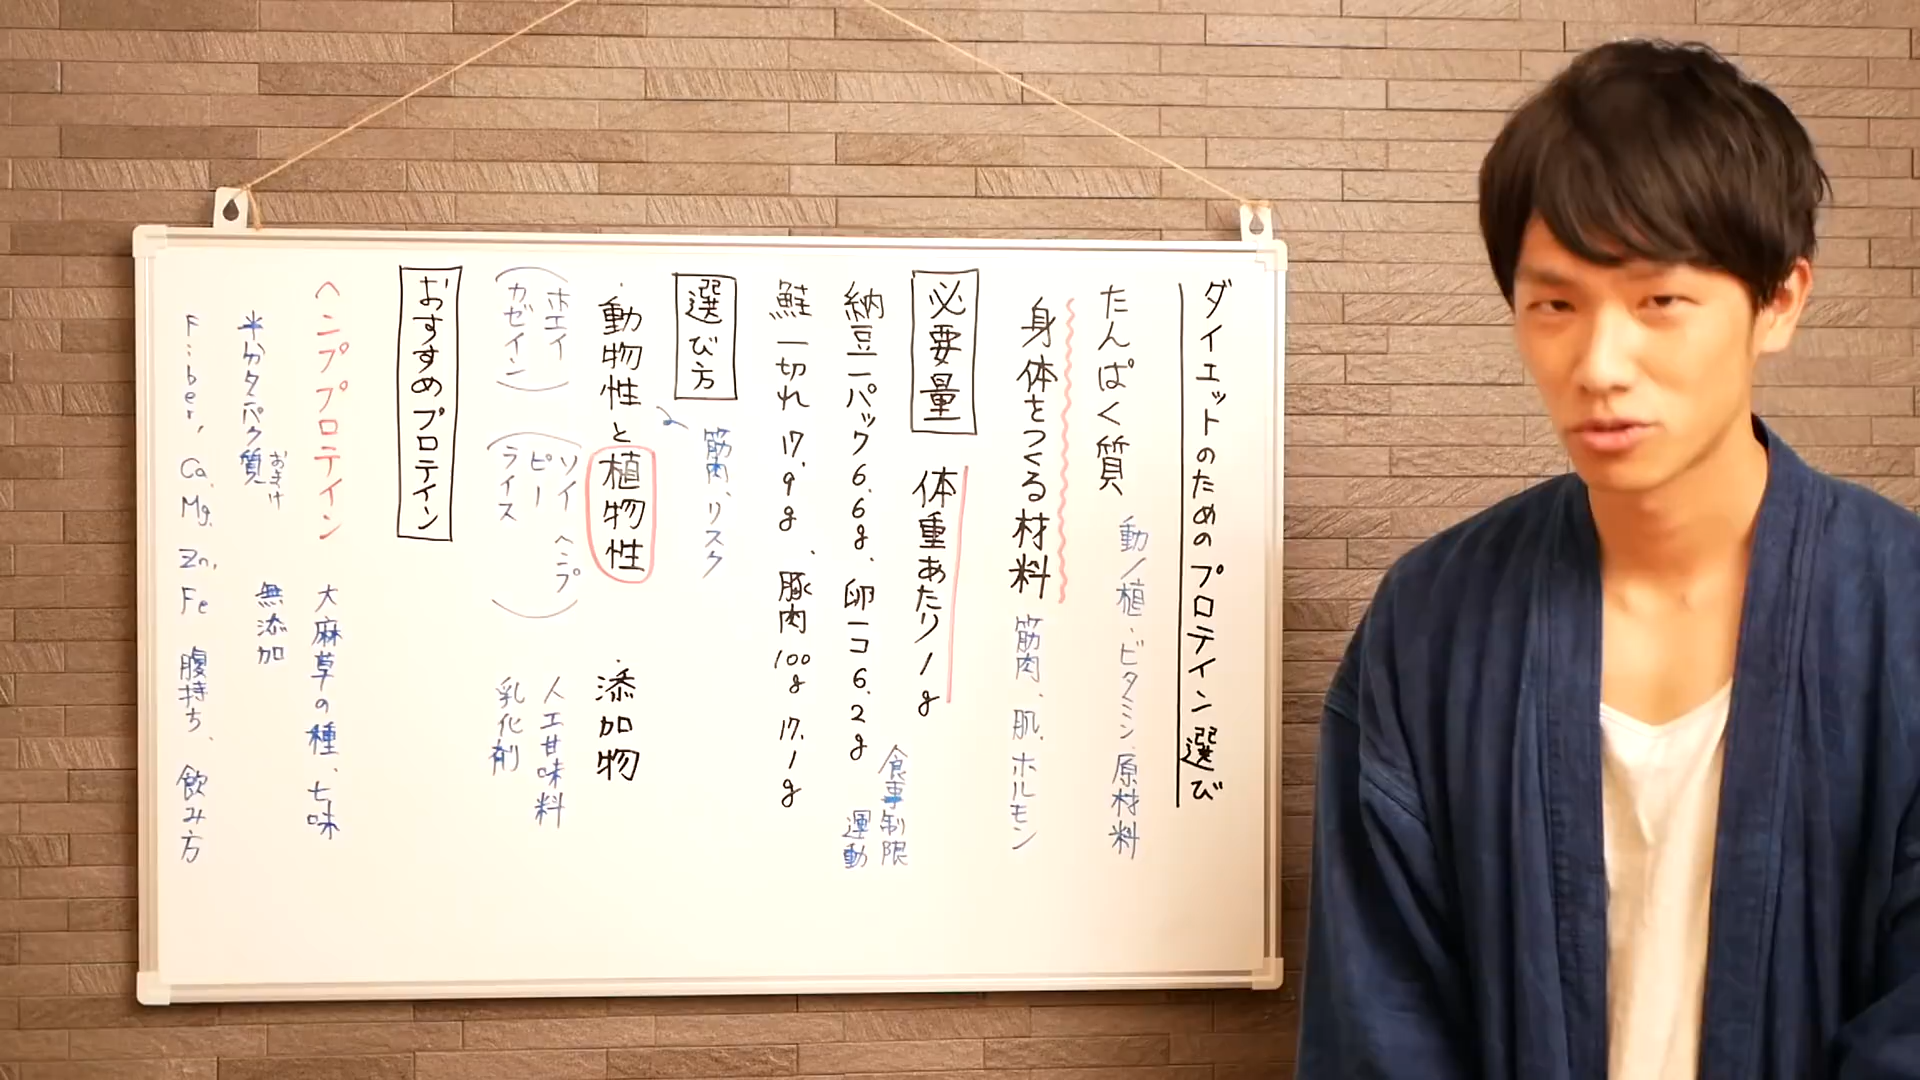 ダイエットのためのプロテイン選び
たんぱく質
動/植、ビタミン、原材料
身体をつくる材料
筋肉、肌、ホルモン
必要量
体重あたり1g
食事制限
運動
納豆一パック6.6g、卵一コ6.2g
鮭一切れ17.9g、豚肉100g 17.1g
選び方
筋肉、リスク
・動物性と植物性
・添加物
(ホエイ
カゼイン)
(ソイ
ピー
ライス
ヘンプ)
人工甘味料
乳化剤
おすすめプロテイン
ヘンププロテイン
大麻草の種、七味
おまけ
無添加
Fiber, Ca, Mg, Zn, Fe 腹持ち、飲み方